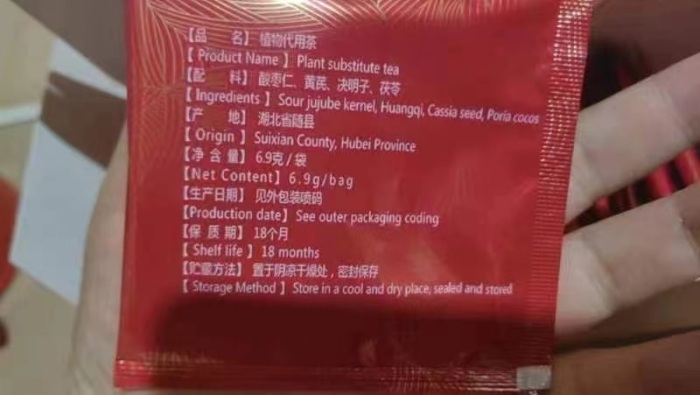 【品 名】植物代用茶
【 Product Name 】Plant substitute tea
【配 料】酸枣仁、黄芪、决明子、茯苓
【 Ingredients 】Sour jujube kernel, Huangqi, Cassia seed, Poria cocos
【产 地】湖北省随县
【 Origin 】Suixian County, Hubei Province
【净 含 量】6.9克/袋
【Net Content】6.9g/bag
【生产日期】见外包装喷码
【Production date】See outer packaging coding
【保 质 期】18个月
【 Shelf life 】18 months
【贮藏方法】置于阴凉干燥处，密封保存
【 Storage Method 】Store in a cool and dry place, sealed and stored